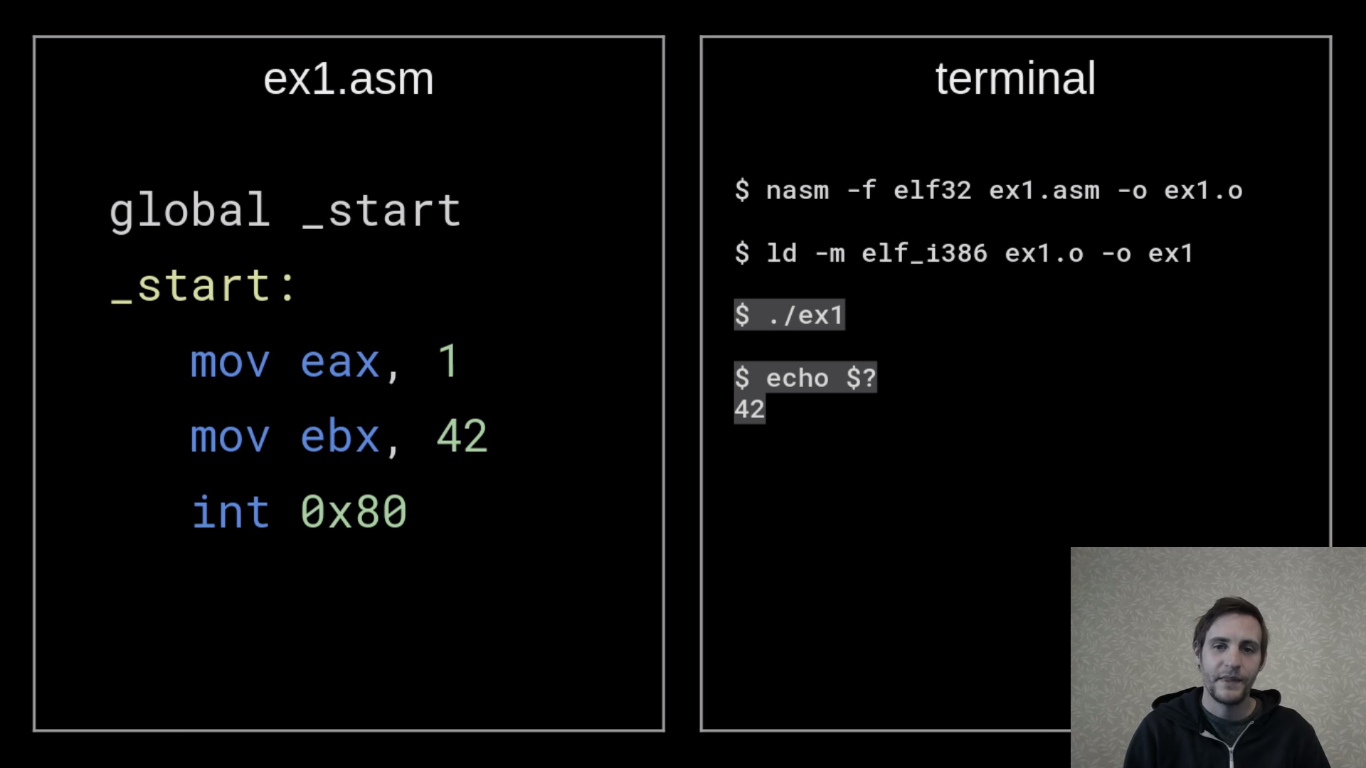 ex1.asm
global _start
_start:
mov eax, 1
mov ebx, 42
int 0x80
terminal
$ nasm -f elf32 ex1.asm -o ex1.o
$ ld -m elf_i386 ex1.o -o ex1
$ ./ex1
$ echo $?
42